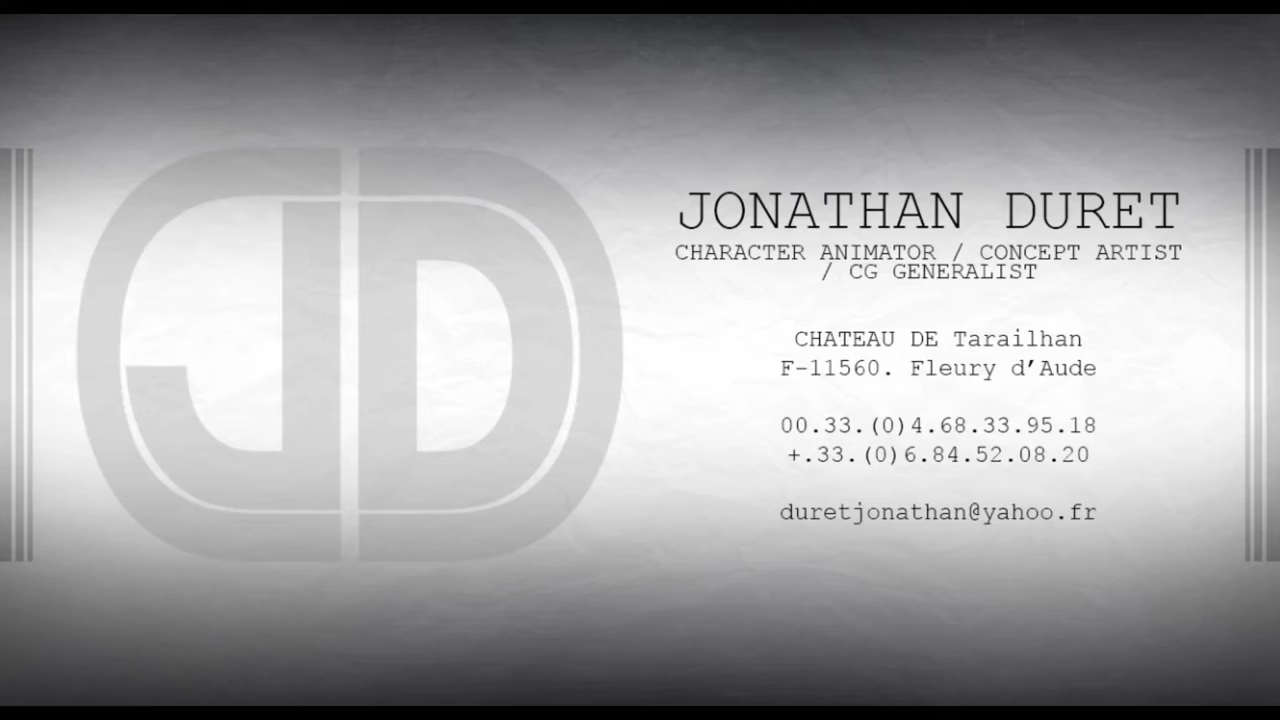 JD
JONATHAN DURET
CHARACTER ANIMATOR / CONCEPT ARTIST
/ CG GENERALIST
CHATEAU DE Tarailhan
F-11560. Fleury d’Aude
00.33.(0)4.68.33.95.18
+.33.(0)6.84.52.08.20
duretjonathan@yahoo.fr